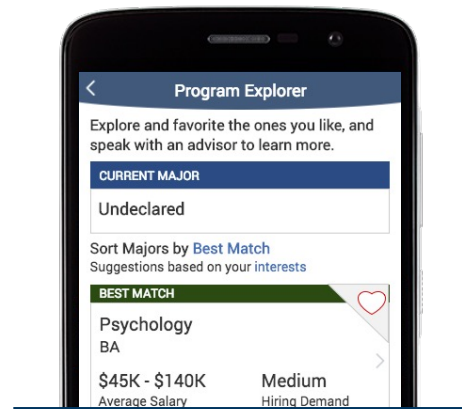 Program Explorer
Explore and favorite the ones you like, and
speak with an advisor to learn more.
CURRENT MAJOR
Undeclared
Sort Majors by Best Match
Suggestions based on your interests
BEST MATCH
Psychology
BA
$45K - $140K Medium
Average Salary Hiring Demand